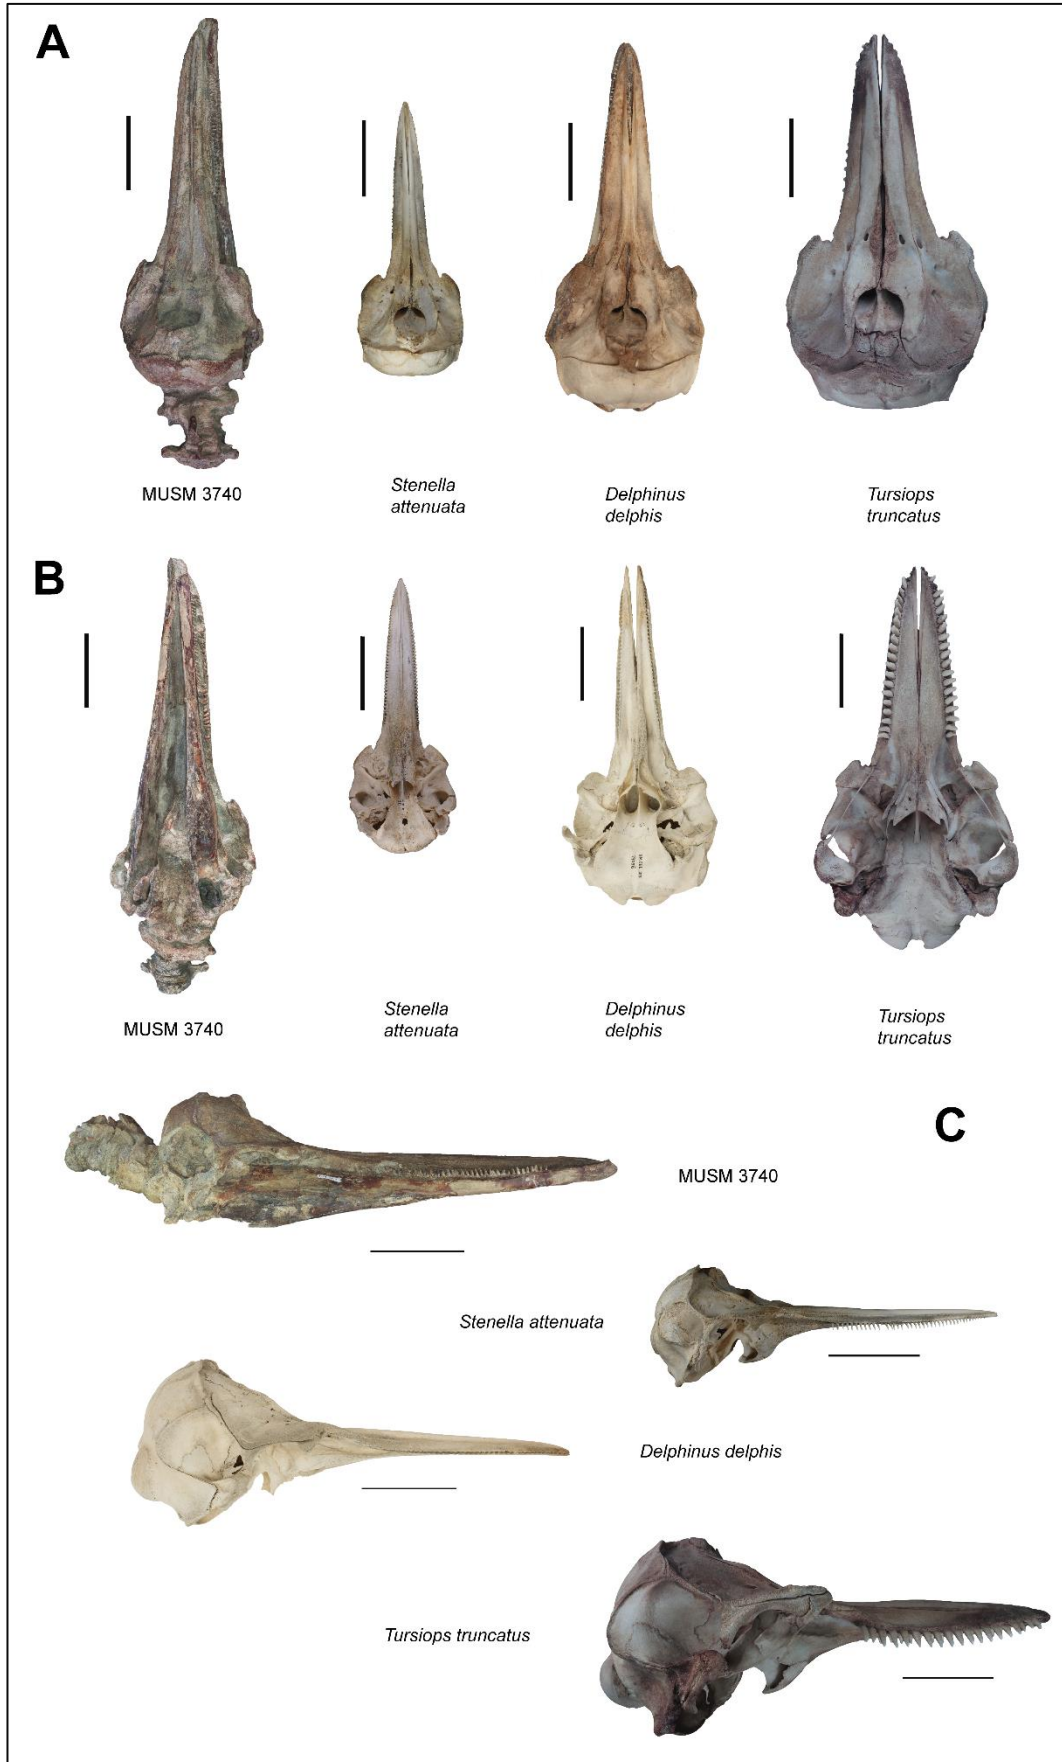 A
MUSM 3740
Stenella
attenuata
Delphinus
delphis
Tursiops
truncatus
B
MUSM 3740
Stenella
attenuata
Delphinus
delphis
Tursiops
truncatus
C
MUSM 3740
Stenella attenuata
Delphinus delphis
Tursiops truncatus